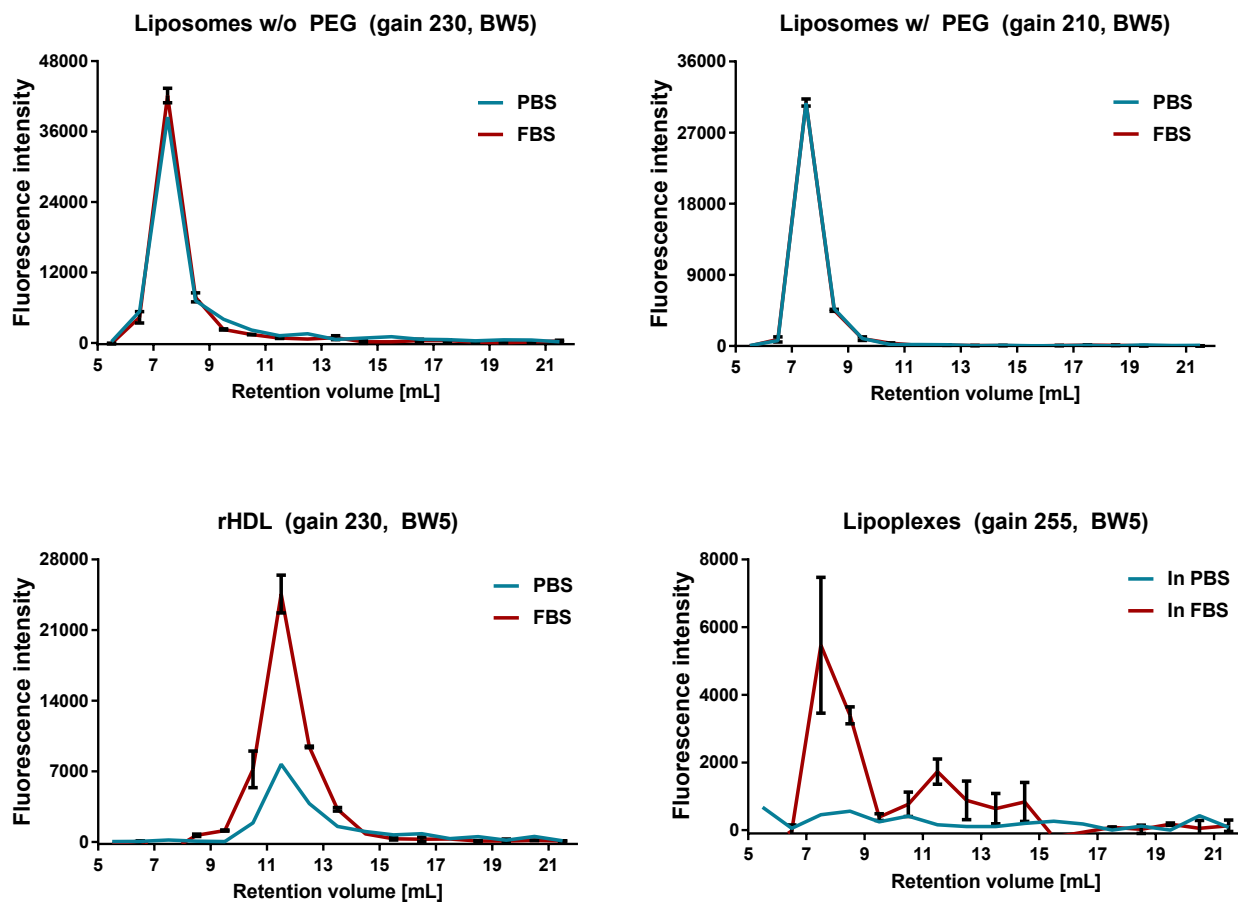 Liposomes w/o PEG (gain 230, BW5)
Fluorescence intensity
48000
36000
24000
12000
0
PBS
FBS
5 7 9 11 13 15 17 19 21
Retention volume [mL]
Liposomes w/ PEG (gain 210, BW5)
Fluorescence intensity
36000
27000
18000
9000
0
PBS
FBS
5 7 9 11 13 15 17 19 21
Retention volume [mL]
rHDL (gain 230, BW5)
Fluorescence intensity
28000
21000
14000
7000
0
PBS
FBS
5 7 9 11 13 15 17 19 21
Retention volume [mL]
Lipoplexes (gain 255, BW5)
Fluorescence intensity
8000
6000
4000
2000
0
In PBS
In FBS
5 7 9 11 13 15 17 19 21
Retention volume [mL]